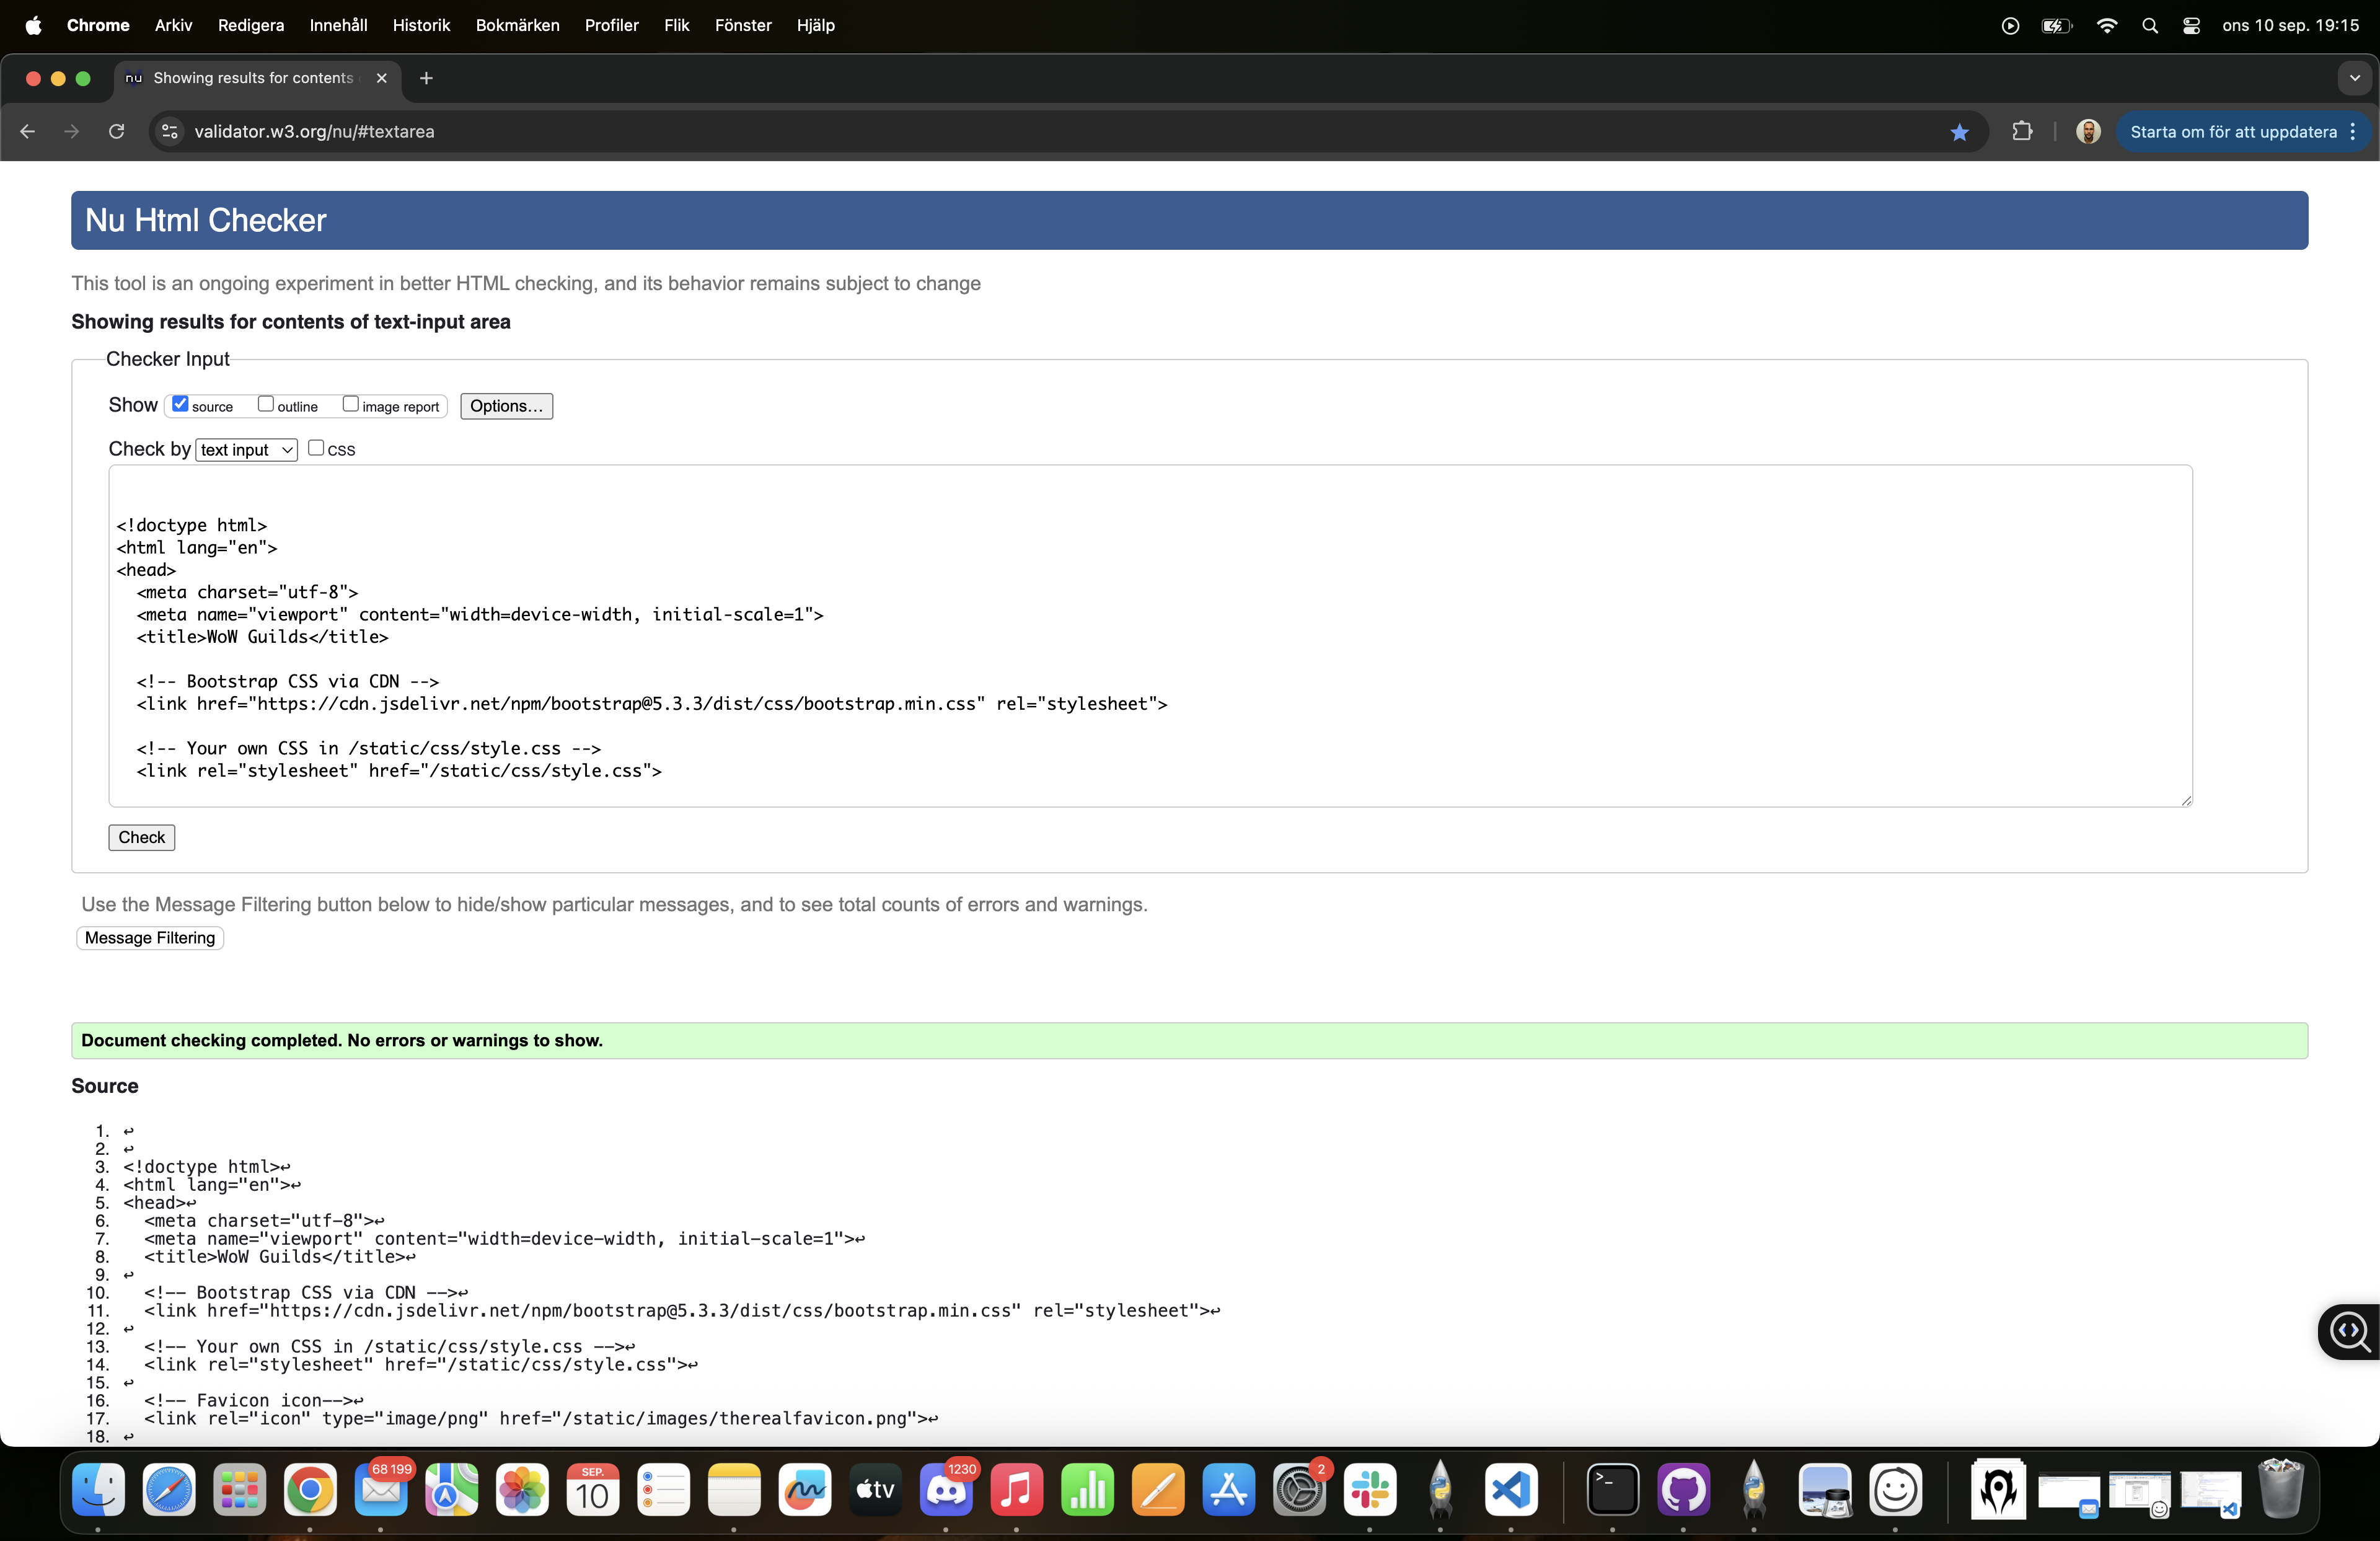 Chrome Arkiv Redigera Innehåll Historik Bokmärken Profiler Flik Fönster Hjälp ons 10 sep. 19:15
nu Showing results for contents
validator.w3.org/nu/#textarea Starta om för att uppdatera
Nu Html Checker
This tool is an ongoing experiment in better HTML checking, and its behavior remains subject to change
Showing results for contents of text-input area
Checker Input
Show source outline image report Options...
Check by text input CSS
<!doctype html>
<html lang="en">
<head>
  <meta charset="utf-8">
  <meta name="viewport" content="width=device-width, initial-scale=1">
  <title>WoW Guilds</title>
  <!-- Bootstrap CSS via CDN -->
  <link href="https://cdn.jsdelivr.net/npm/bootstrap@5.3.3/dist/css/bootstrap.min.css" rel="stylesheet">
  <!-- Your own CSS in /static/css/style.css -->
  <link rel="stylesheet" href="/static/css/style.css">
Check
Use the Message Filtering button below to hide/show particular messages, and to see total counts of errors and warnings.
Message Filtering
Document checking completed. No errors or warnings to show.
Source
1. ↩
2. ↩
3. <!doctype html>↩
4. <html lang="en">↩
5. <head>↩
6.   <meta charset="utf-8">↩
7.   <meta name="viewport" content="width=device-width, initial-scale=1">↩
8.   <title>WoW Guilds</title>↩
9. ↩
10.   <!-- Bootstrap CSS via CDN -->↩
11.   <link href="https://cdn.jsdelivr.net/npm/bootstrap@5.3.3/dist/css/bootstrap.min.css" rel="stylesheet">↩
12. ↩
13.   <!-- Your own CSS in /static/css/style.css -->↩
14.   <link rel="stylesheet" href="/static/css/style.css">↩
15. ↩
16.   <!-- Favicon icon-->↩
17.   <link rel="icon" type="image/png" href="/static/images/therealfavicon.png">↩
18. ↩
68 199 SEP. 10 tv 1230 2 >_